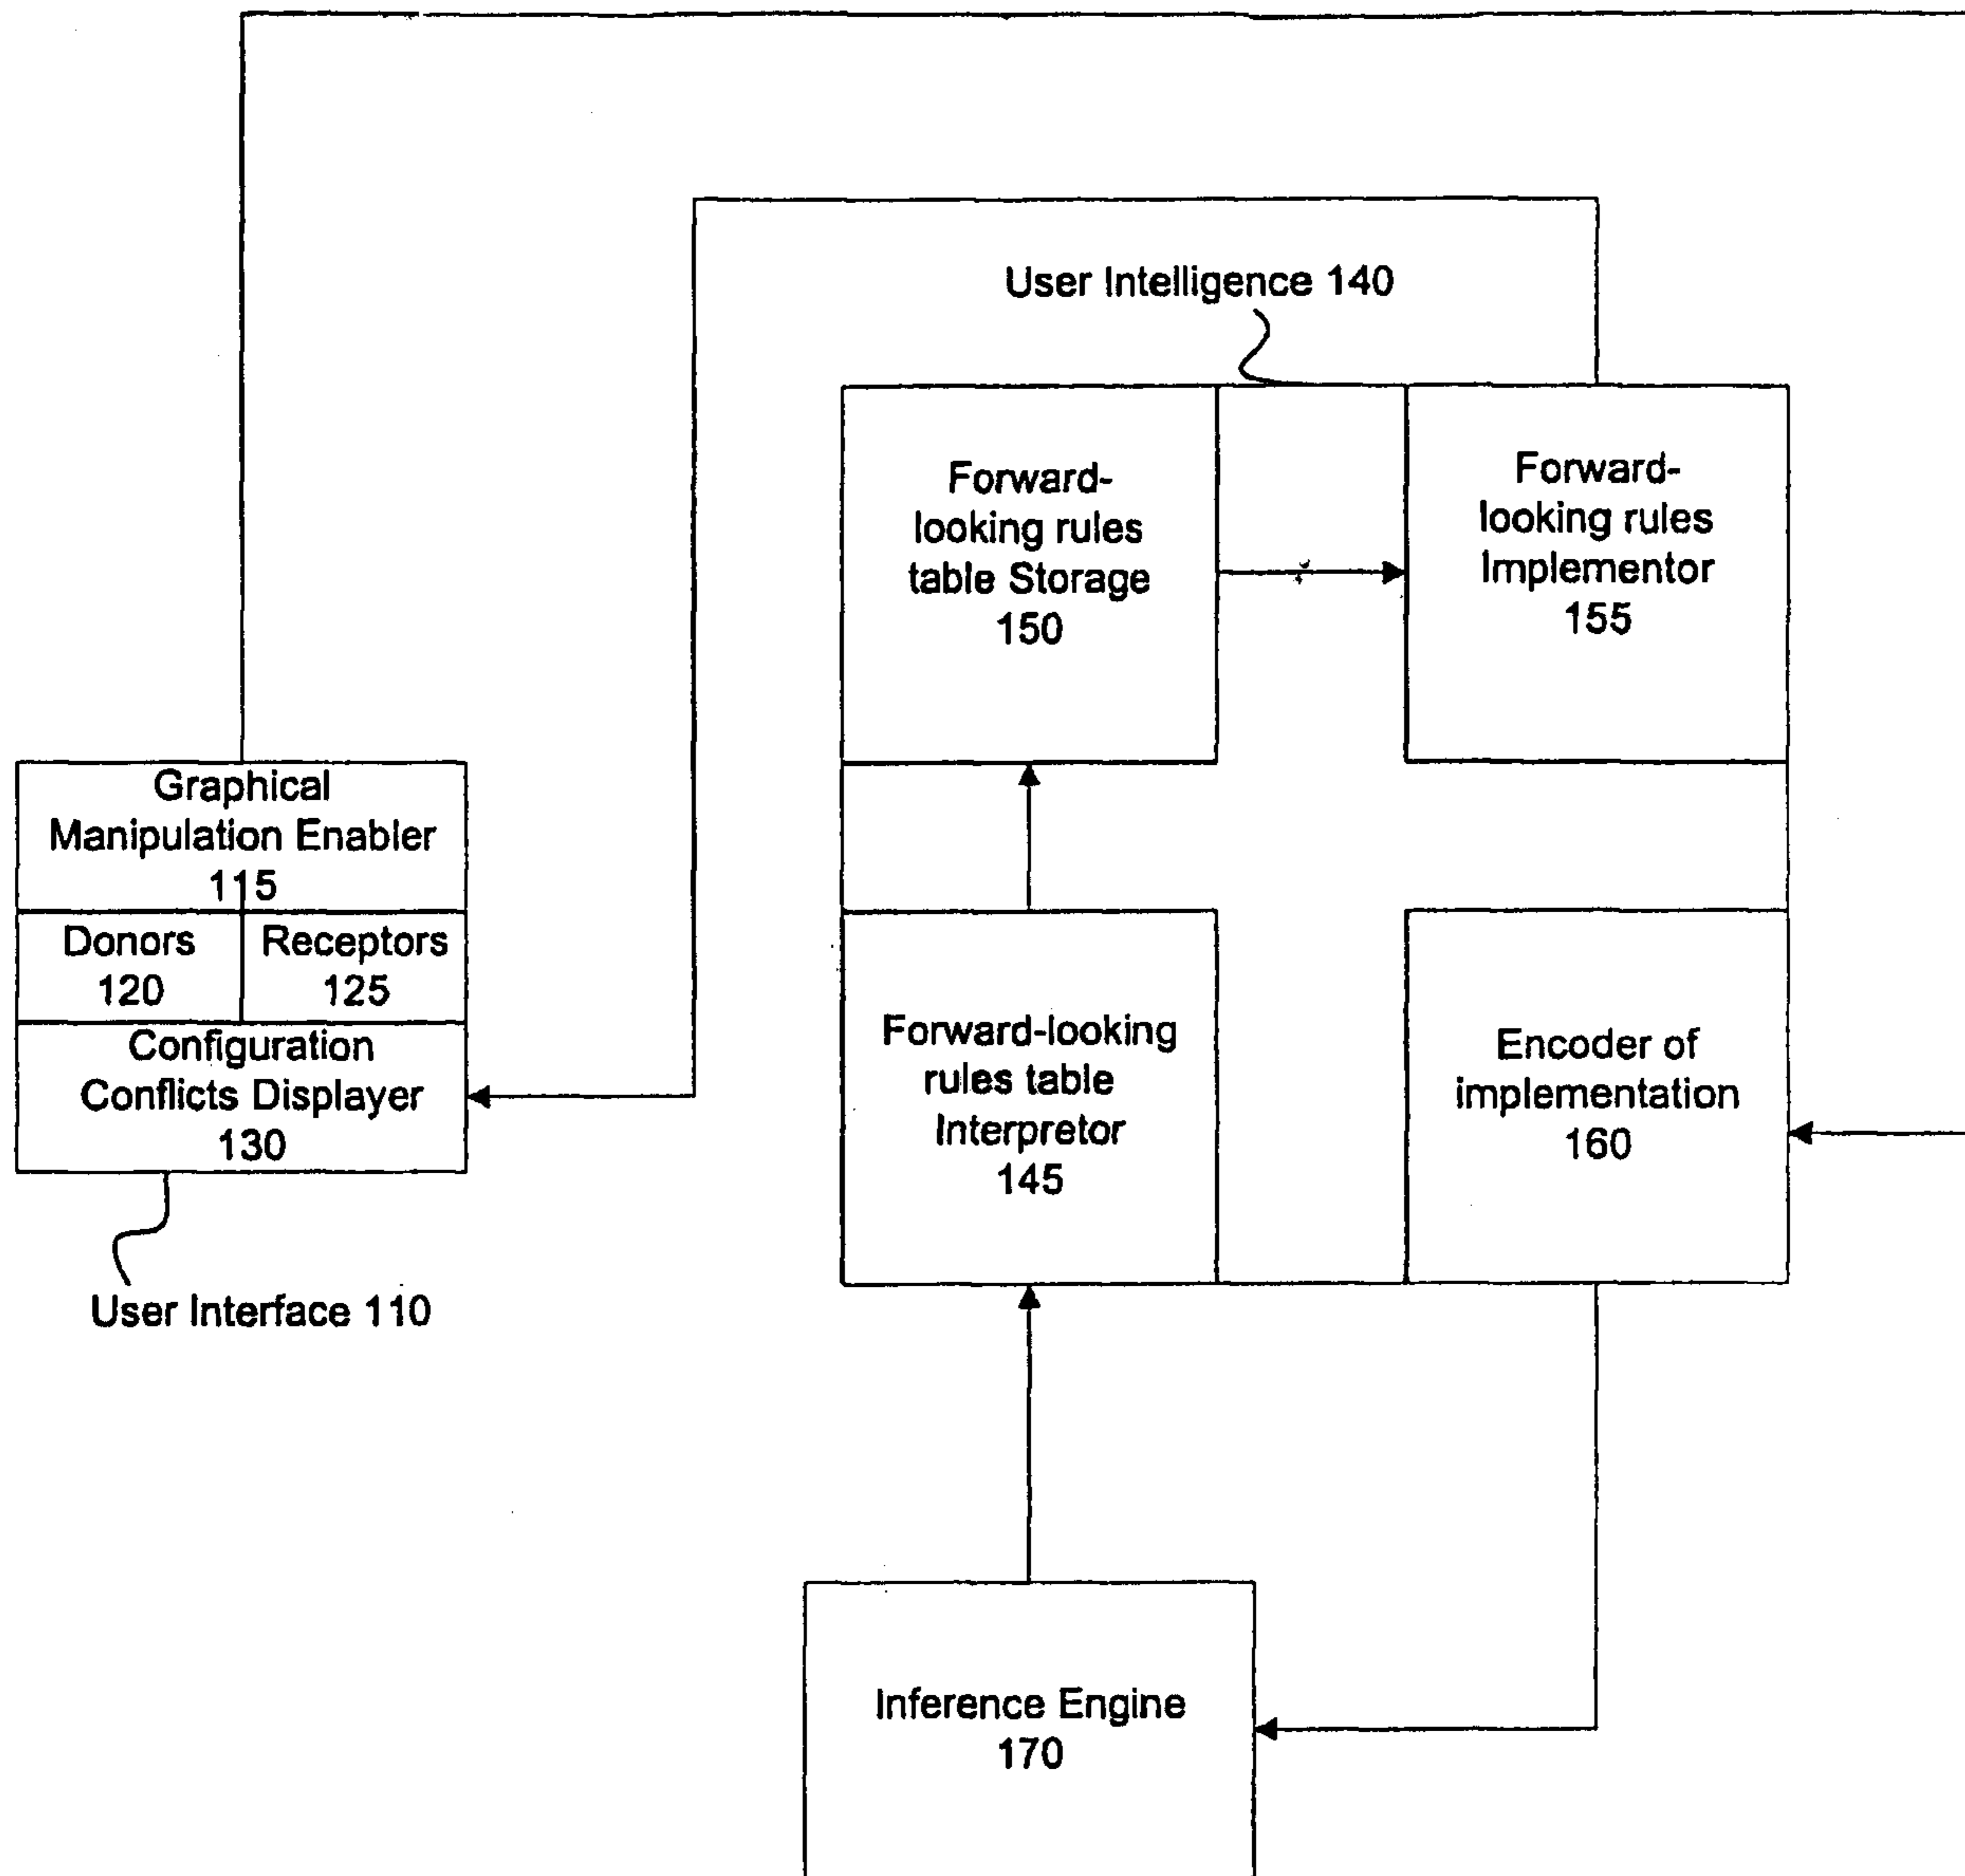 User Intelligence 140
Forward-
looking rules
table Storage
150
Forward-
looking rules
Implementor
155
Graphical
Manipulation Enabler
115
Donors
120
Receptors
125
Configuration
Conflicts Displayer
130
User Interface 110
Forward-looking
rules table
Interpretor
145
Encoder of
implementation
160
Inference Engine
170